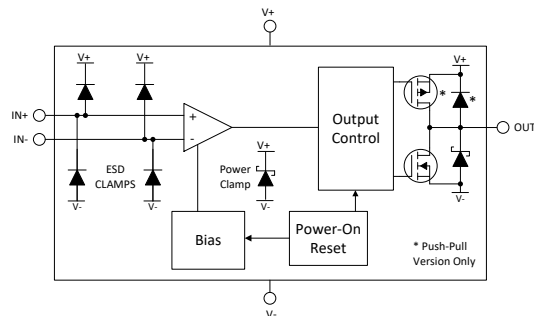 V+
V+
V+
V+
*
*
IN+
+
Output
Control
OUT
IN-
-
V+
ESD
CLAMPS
Power
Clamp
V-
V-
V-
V-
Bias
Power-On
Reset
* Push-Pull
Version Only
V-